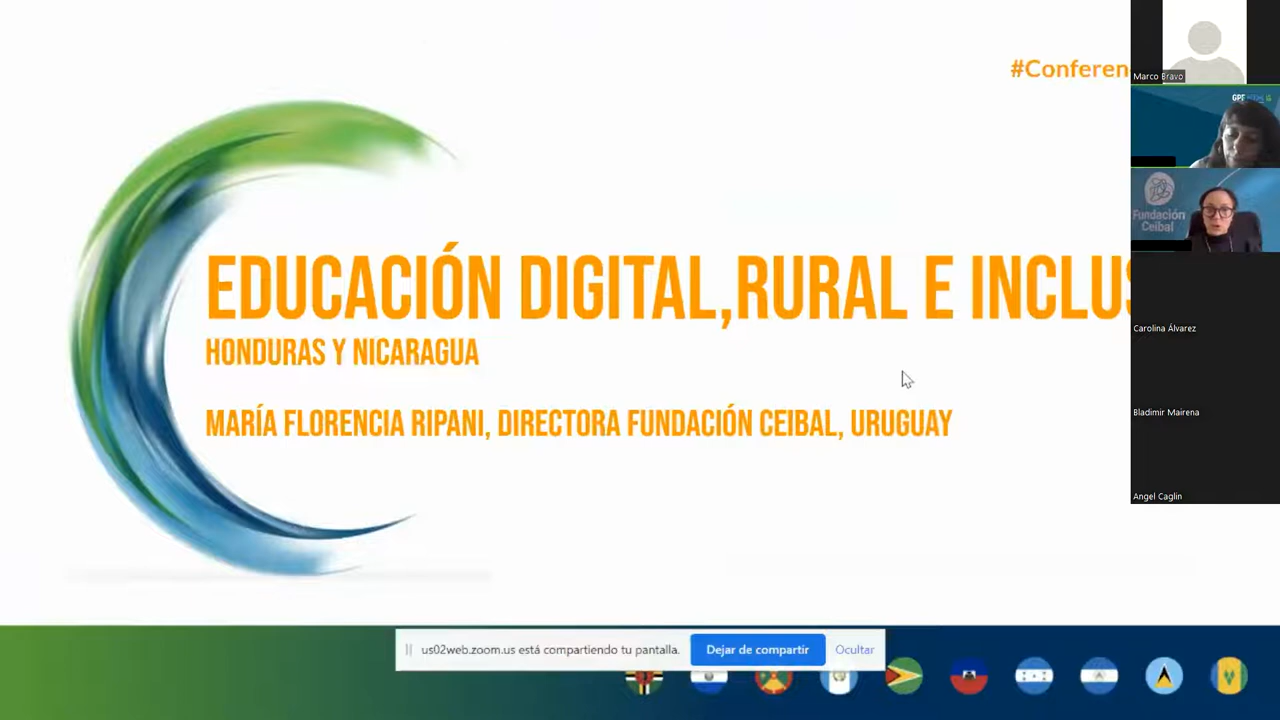 #Conferen
EDUCACIÓN DIGITAL,RURAL E INCLUS
HONDURAS Y NICARAGUA
MARÍA FLORENCIA RIPANI, DIRECTORA FUNDACIÓN CEIBAL, URUGUAY
Marco Bravo
GPE
Fundación
Ceibal
Carolina Álvarez
Bladimir Mairena
Angel Caglin
us02web.zoom.us está compartiendo tu pantalla.
Dejar de compartir
Ocultar